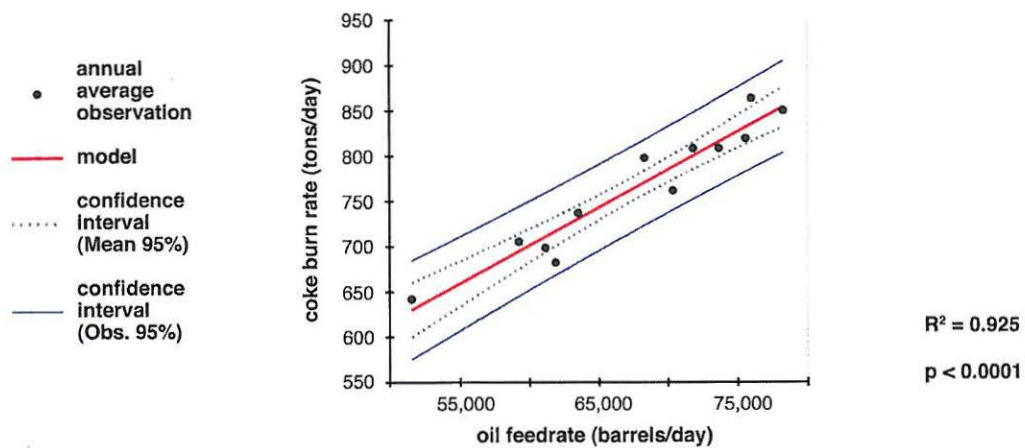 annual
average
observation
model
confidence
interval
(Mean 95%)
confidence
interval
(Obs. 95%)
coke burn rate (tons/day)
950
900
850
800
750
700
650
600
550
55,000
65,000
75,000
oil feedrate (barrels/day)
R² = 0.925
p < 0.0001